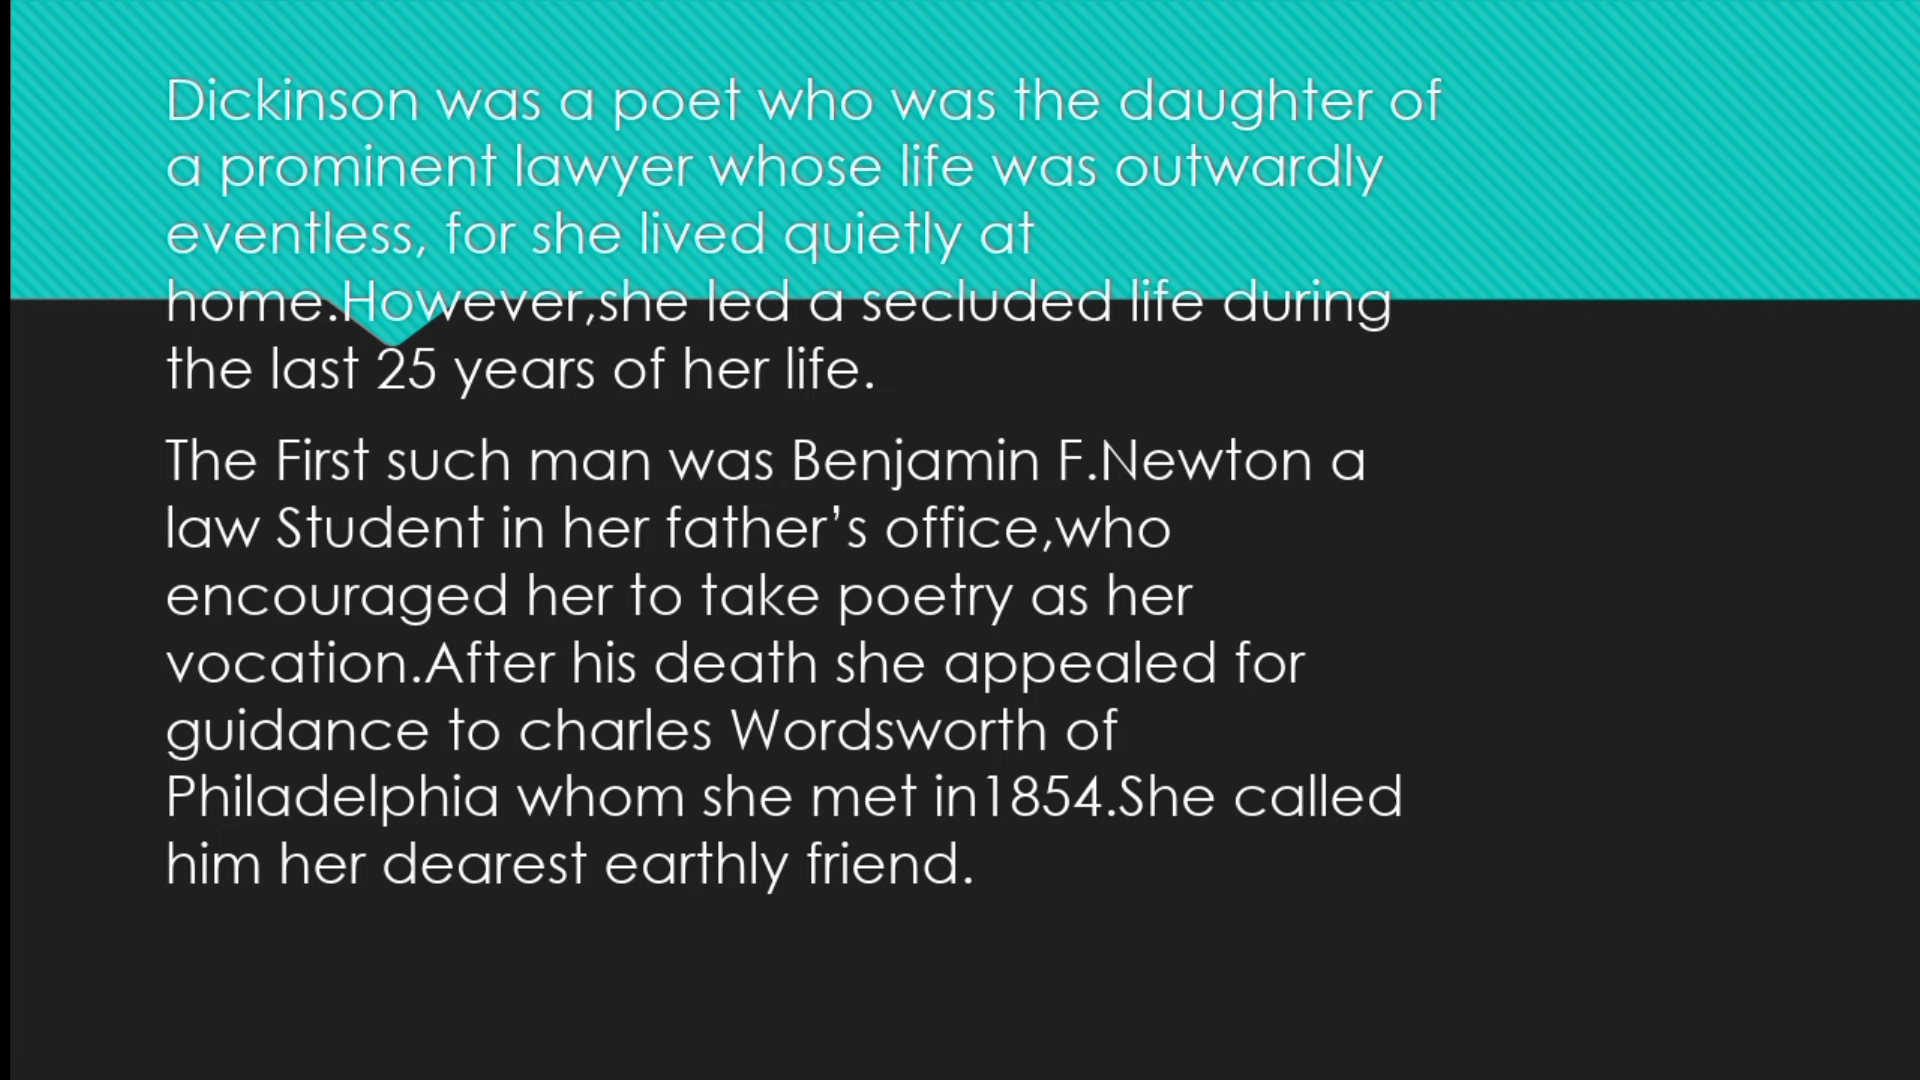 Dickinson was a poet who was the daughter of
a prominent lawyer whose life was outwardly
eventless, for she lived quietly at
home.However,she led a secluded life during
the last 25 years of her life.
The First such man was Benjamin F.Newton a
law Student in her father’s office,who
encouraged her to take poetry as her
vocation.After his death she appealed for
guidance to charles Wordsworth of
Philadelphia whom she met in1854.She called
him her dearest earthly friend.